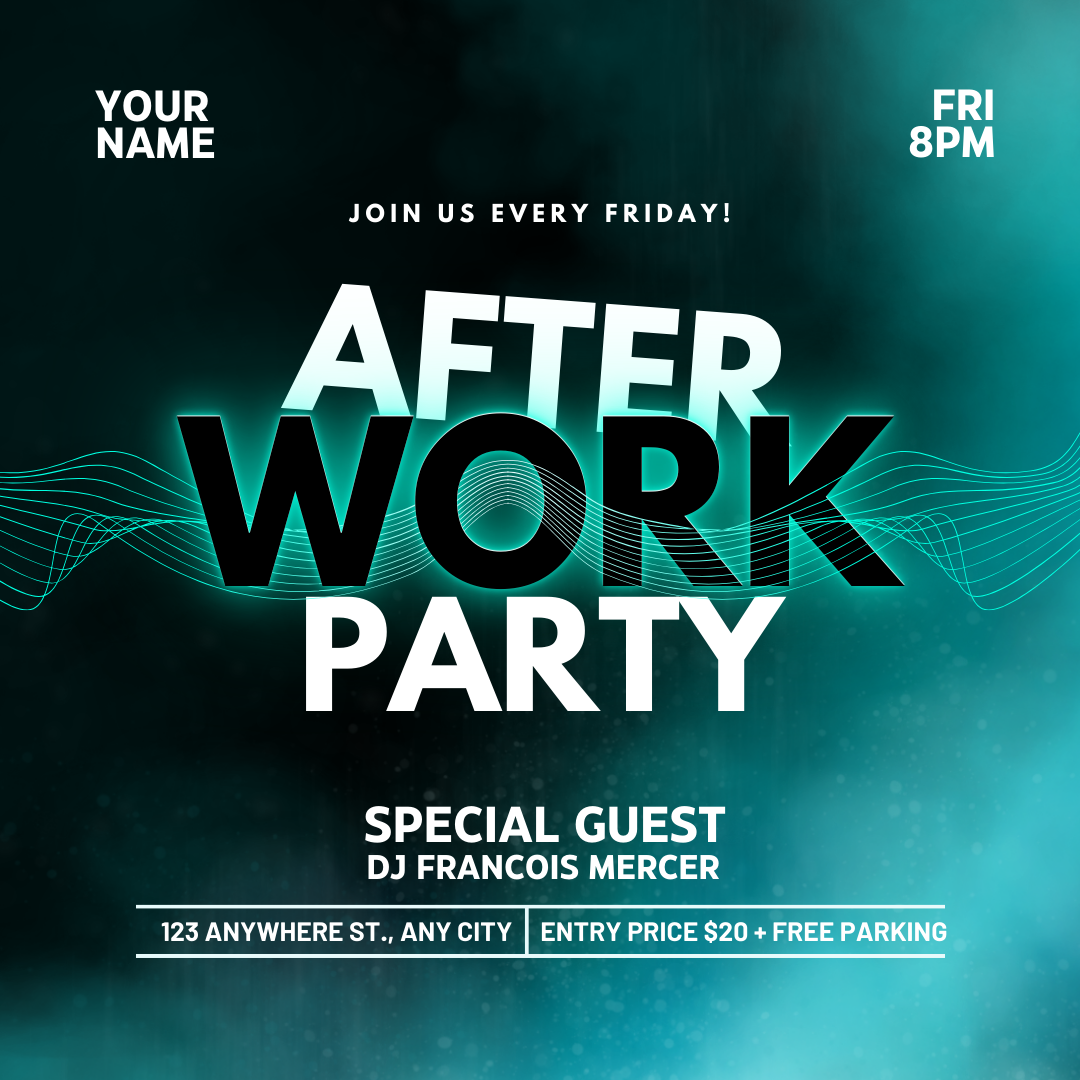 YOUR
NAME
FRI
8PM
JOIN US EVERY FRIDAY!
AFTER
WORK
PARTY
SPECIAL GUEST
DJ FRANCOIS MERCER
123 ANYWHERE ST., ANY CITY
ENTRY PRICE $20 + FREE PARKING